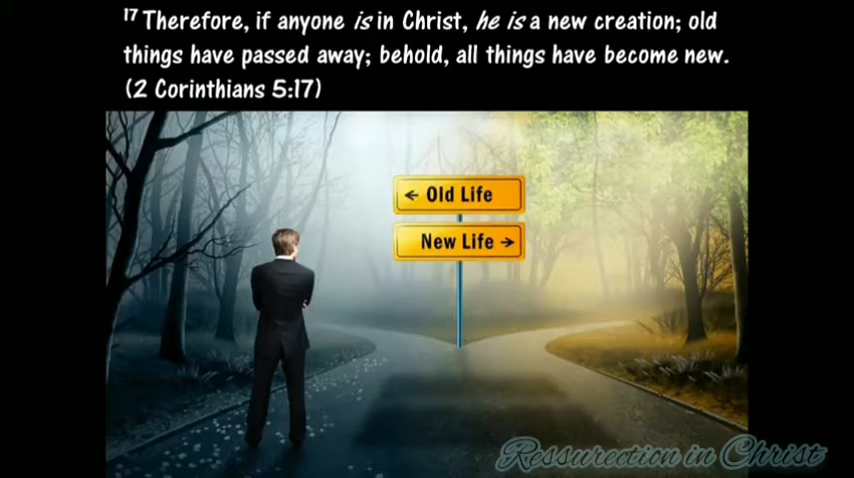 17 Therefore, if anyone is in Christ, he is a new creation; old
things have passed away; behold, all things have become new.
(2 Corinthians 5:17)
← Old Life
New Life →
Ressurection in Christ